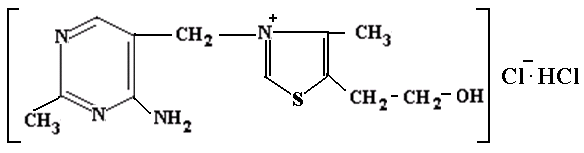 N CH₂ N⁺ CH₃
CH₃ N NH₂ S CH₂-CH₂-OH Cl⁻·HCl